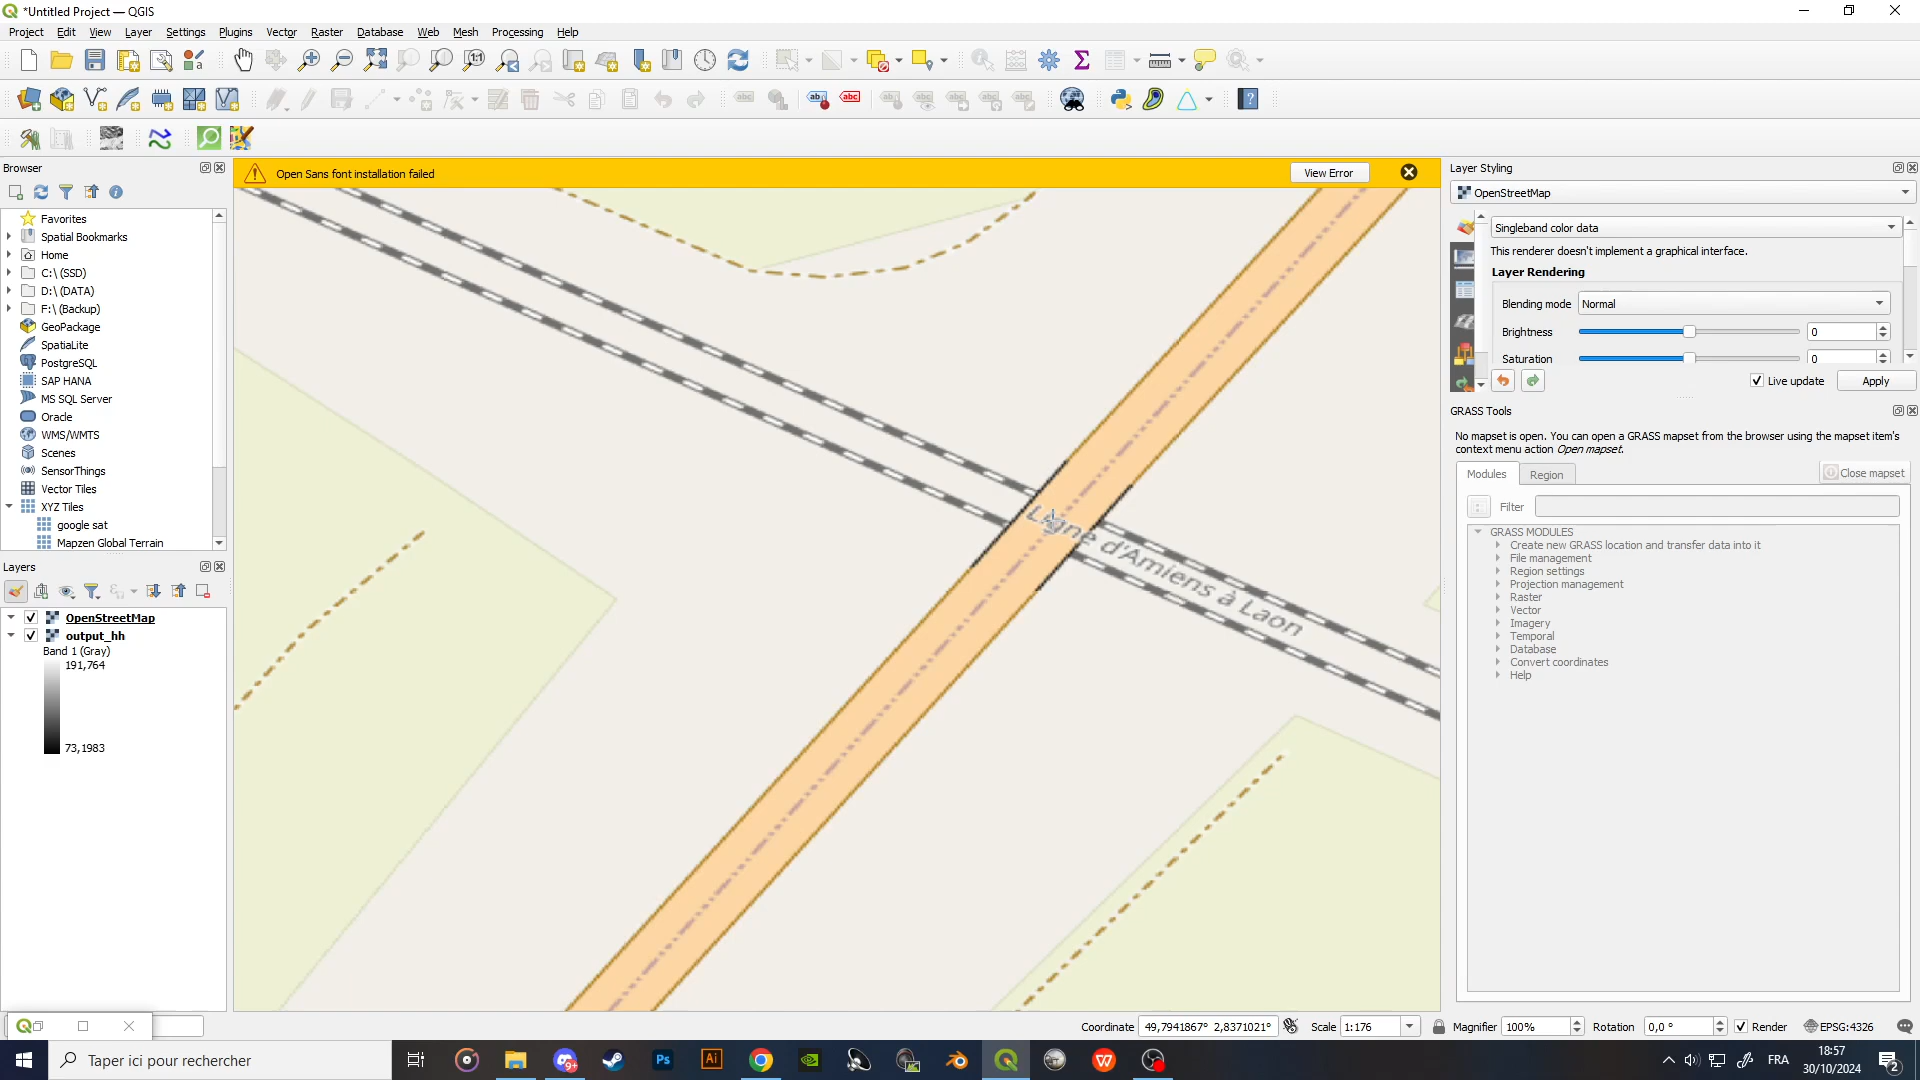 *Untitled Project — QGIS
Project Edit View Layer Settings Plugins Vector Raster Database Web Mesh Processing Help
Browser
Favorites
Spatial Bookmarks
Home
C:\ (SSD)
D:\ (DATA)
F:\ (Backup)
GeoPackage
SpatiaLite
PostgreSQL
SAP HANA
MS SQL Server
Oracle
WMS/WMTS
Scenes
SensorThings
Vector Tiles
XYZ Tiles
google sat
Mapzen Global Terrain
Layers
OpenStreetMap
output_hh
Band 1 (Gray)
191,764
73,1983
Open Sans font installation failed
View Error
Ligne d'Amiens à Laon
Layer Styling
OpenStreetMap
Singleband color data
This renderer doesn't implement a graphical interface.
Layer Rendering
Blending mode Normal
Brightness 0
Saturation 0
Live update Apply
GRASS Tools
No mapset is open. You can open a GRASS mapset from the browser using the mapset item's
context menu action Open mapset.
Modules Region Close mapset
Filter
GRASS MODULES
Create new GRASS location and transfer data into it
File management
Region settings
Projection management
Raster
Vector
Imagery
Temporal
Database
Convert coordinates
Help
Coordinate 49,7941867° 2,8371021° Scale 1:176 Magnifier 100% Rotation 0,0 ° Render EPSG:4326
Taper ici pour rechercher
FRA
18:57
30/10/2024